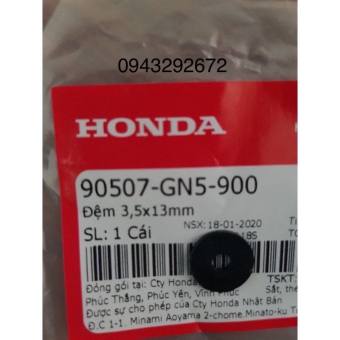 0943292672
HONDA
90507-GN5-900
Đệm 3,5x13mm
NSX: 18-01-2020
SL: 1 Cái
Đóng gói tại: Cty Honda
TSKT
Phúc Thắng, Phúc Yên, Vĩnh Phúc
Sắt, the
Được sự cho phép của Cty Honda Nhật Bản
Đ.C 1-1. Minami Aoyama 2-chome.Minato-ku T